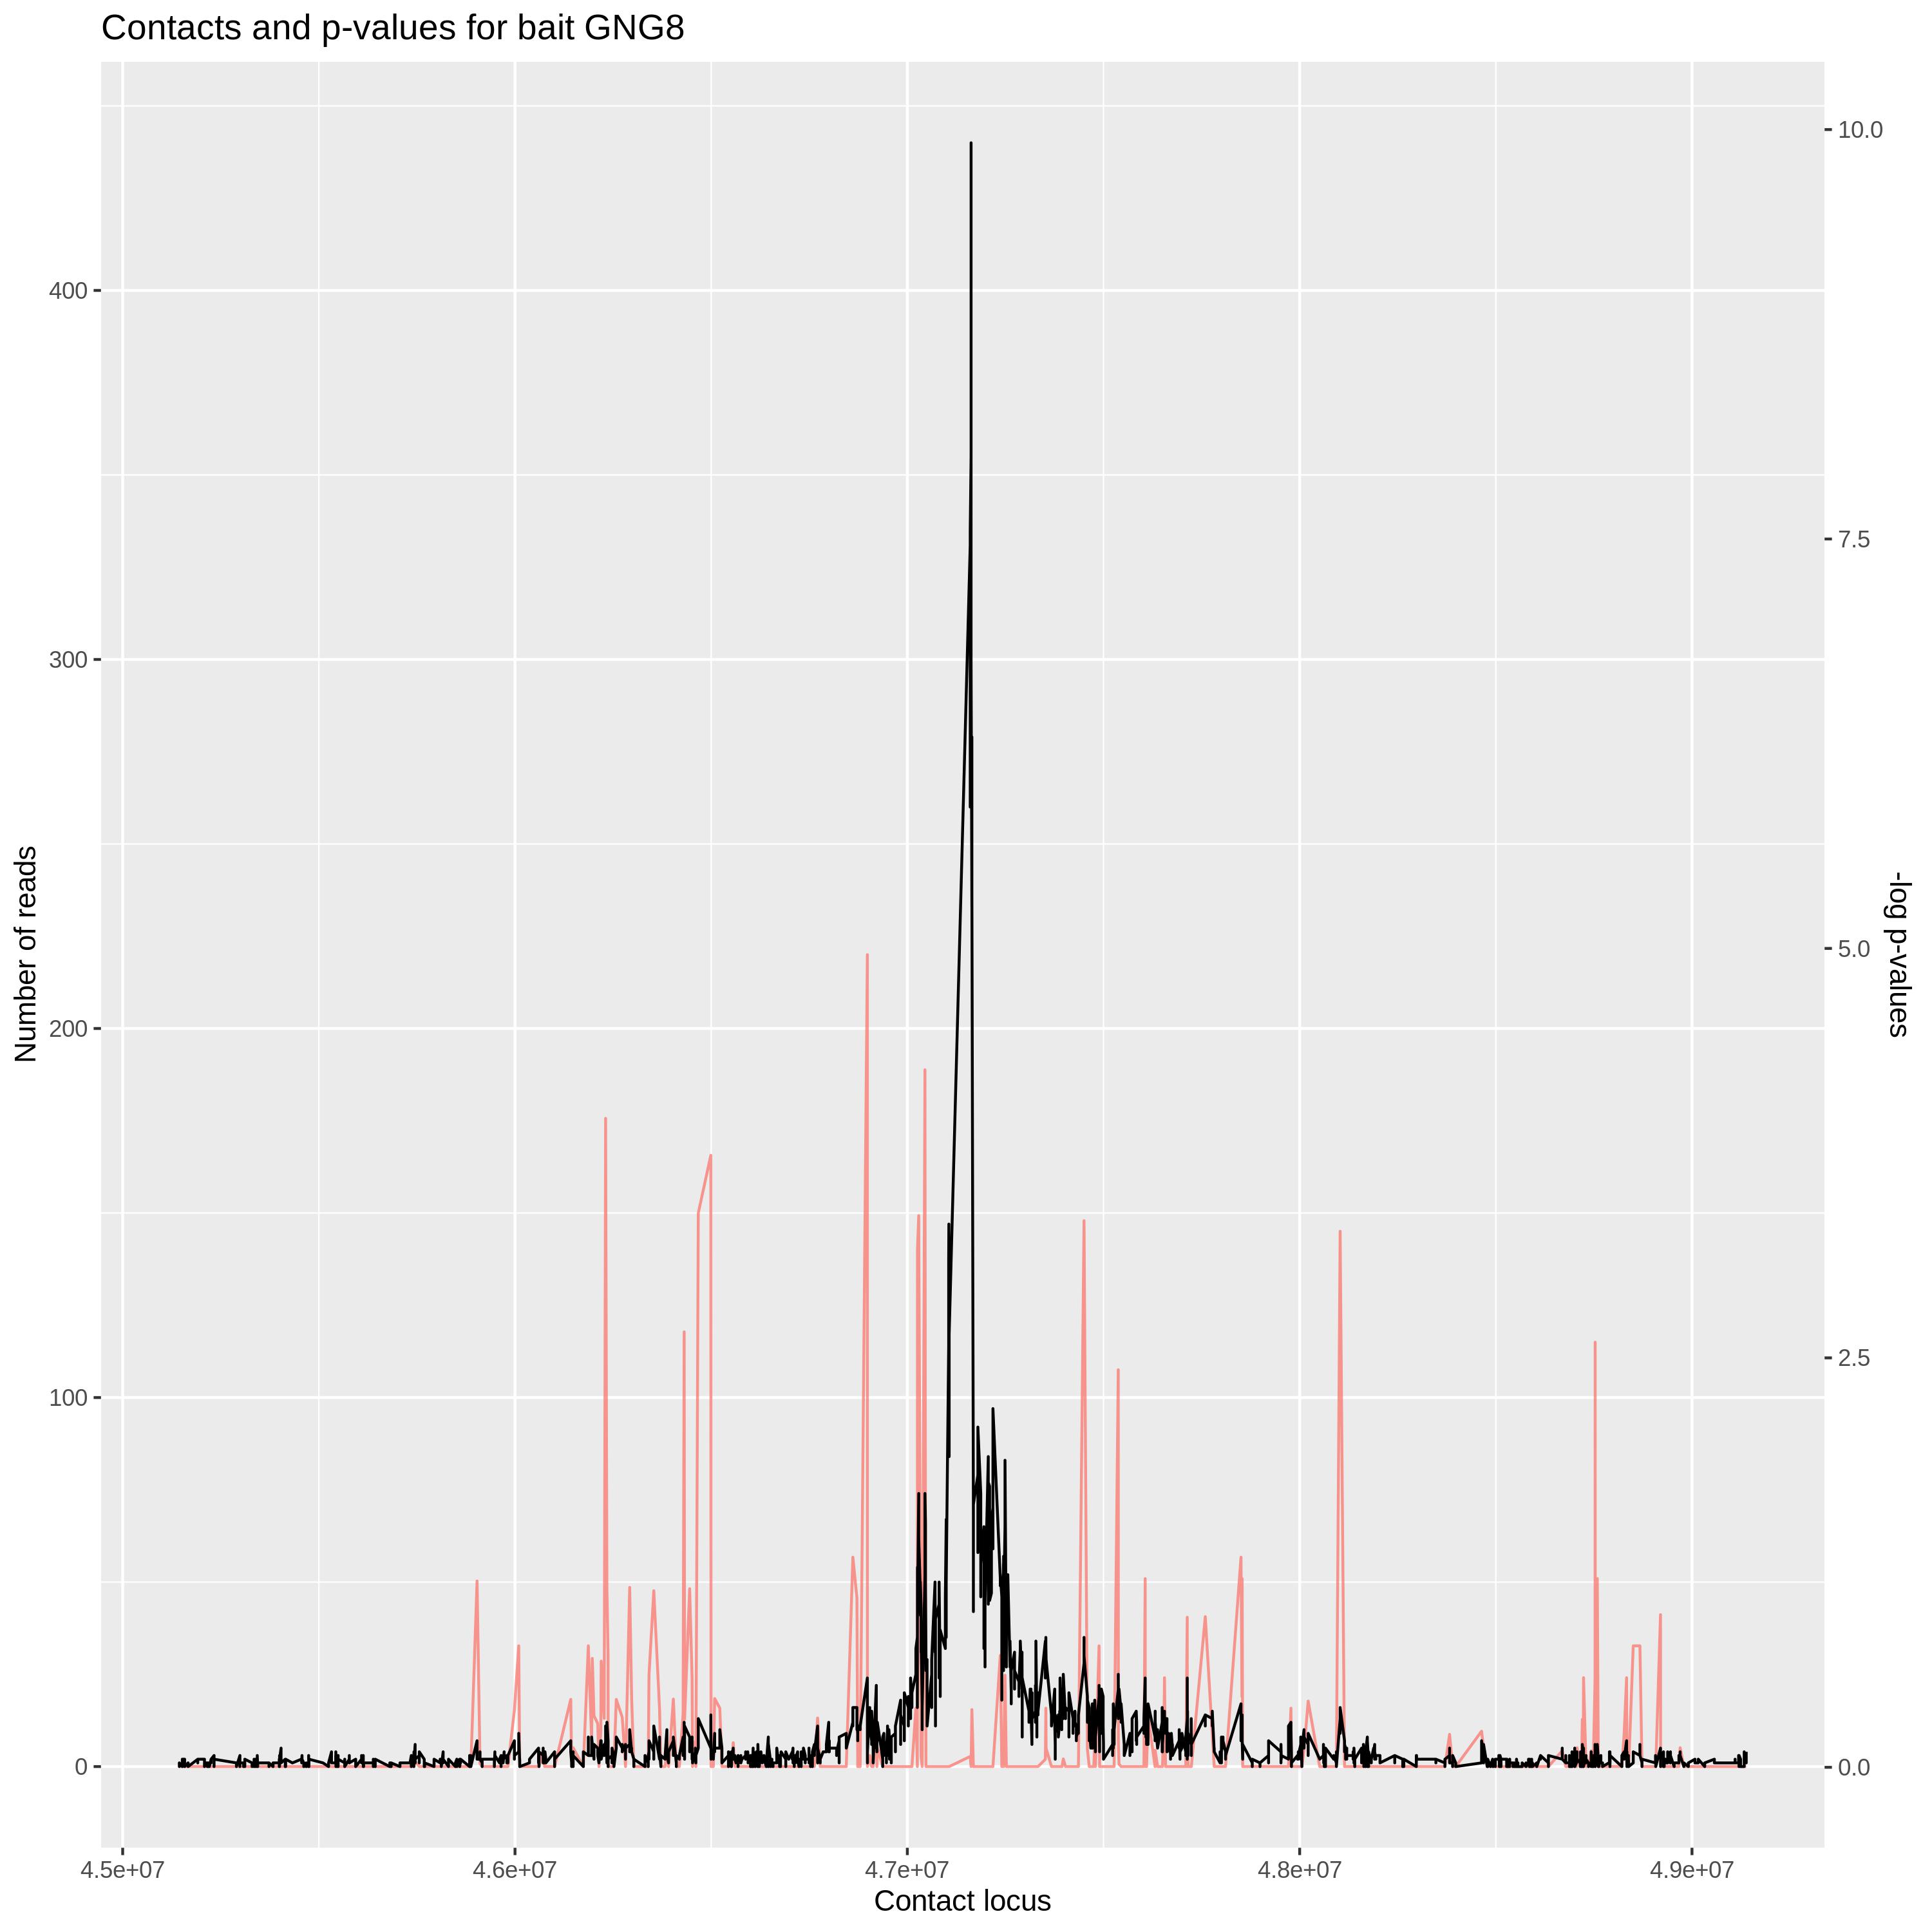 Contacts and p-values for bait GNG8
400
300
200
100
0
Number of reads
10.0
7.5
5.0
2.5
0.0
-log p-values
4.5e+07
4.6e+07
4.7e+07
4.8e+07
4.9e+07
Contact locus